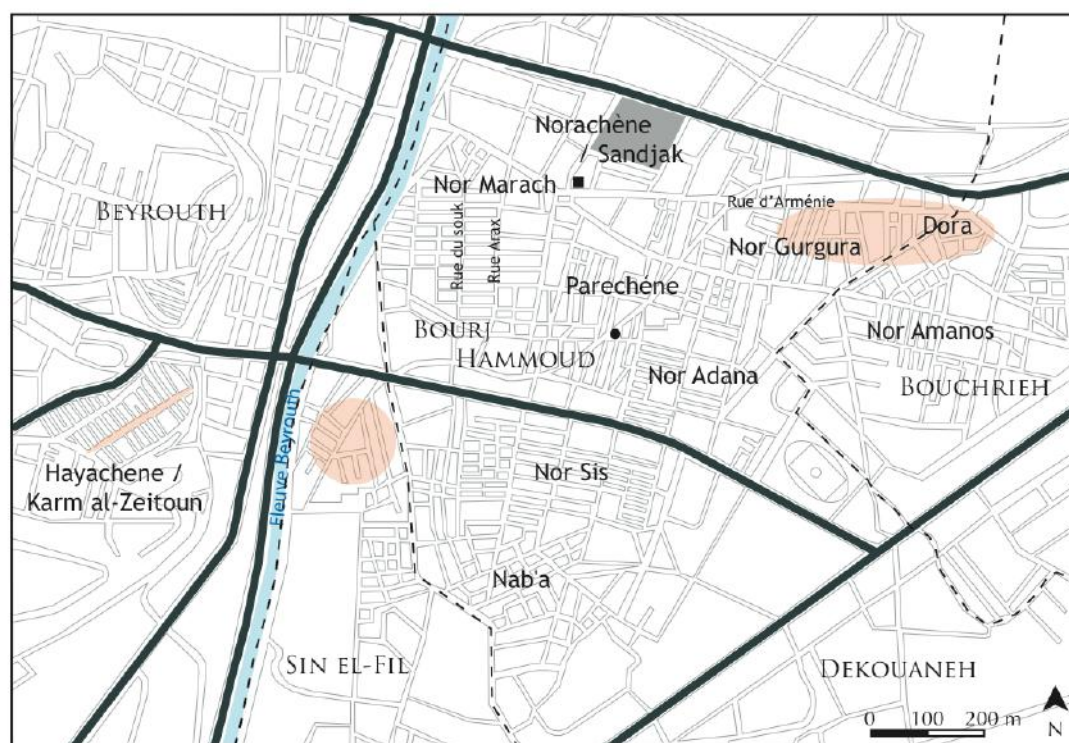 Norachène
/ Sandjak
Nor Marach
BEYROUTH
Rue d'Arménie
Dora
Nor Gurgura
Rue du souk
Rue Arax
Parechéne
BOURJ
HAMMOUD
Nor Amanos
Nor Adana
BOUCHRIEH
Fleuve Beyrouth
Hayachene /
Karm al-Zeitoun
Nor Sis
Nab'a
SIN EL-FIL
DEKOUANEH
0 100 200 m
N